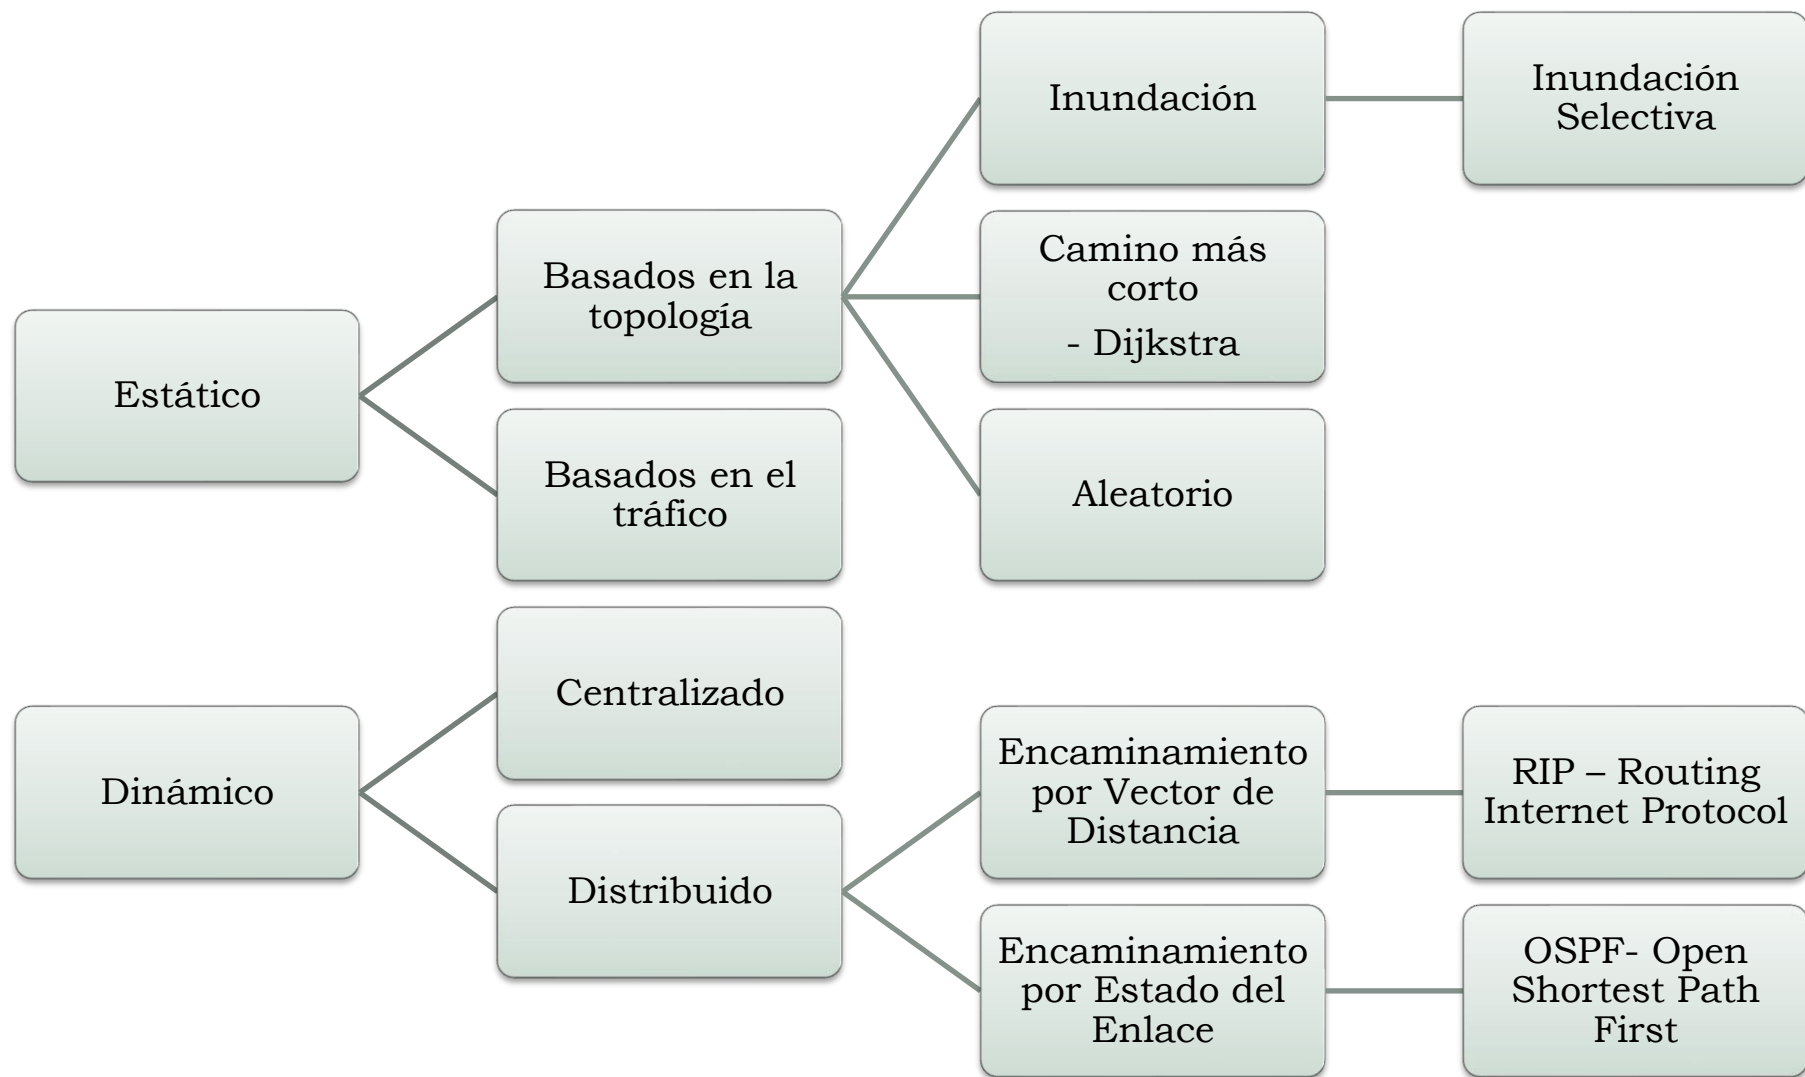 Estático
Basados en la
topología
Inundación
Inundación
Selectiva
Camino más
corto
- Dijkstra
Aleatorio
Basados en el
tráfico
Dinámico
Centralizado
Distribuido
Encaminamiento
por Vector de
Distancia
RIP – Routing
Internet Protocol
Encaminamiento
por Estado del
Enlace
OSPF- Open
Shortest Path
First